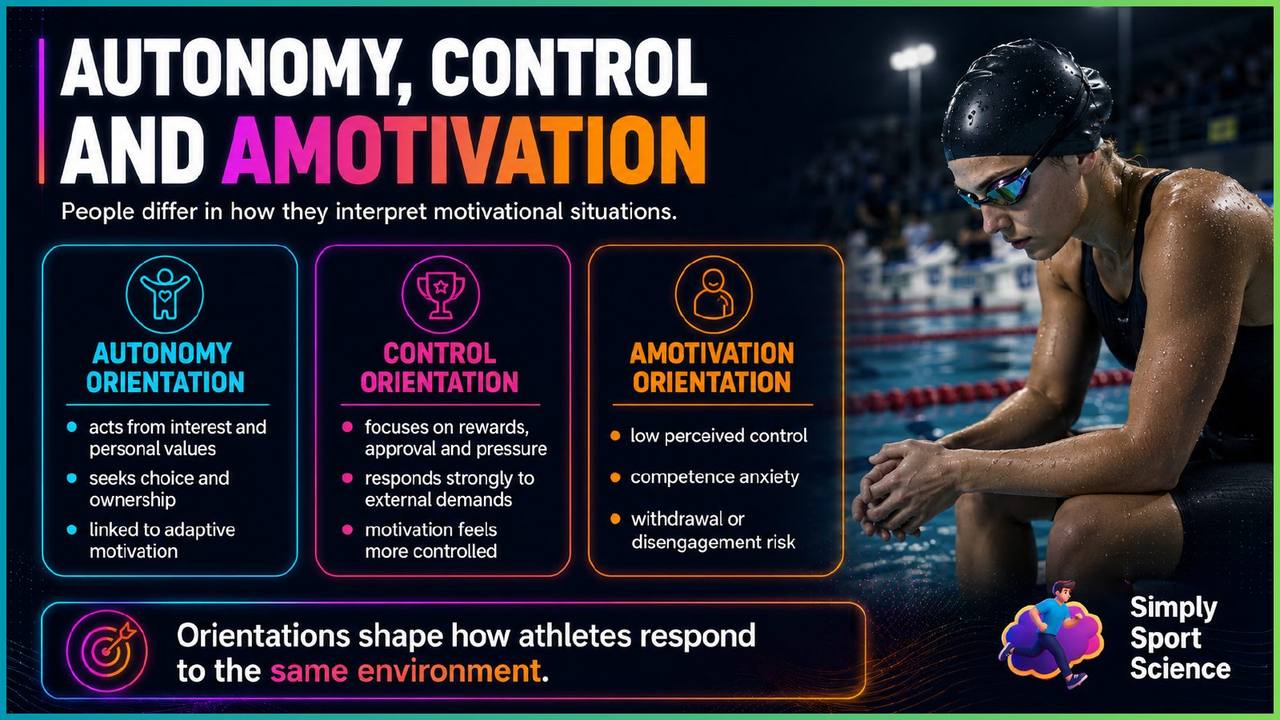 AUTONOMY, CONTROL
AND AMOTIVATION
People differ in how they interpret motivational situations.
AUTONOMY
ORIENTATION
acts from interest and
personal values
seeks choice and
ownership
linked to adaptive
motivation
CONTROL
ORIENTATION
focuses on rewards,
approval and pressure
responds strongly to
external demands
motivation feels
more controlled
AMOTIVATION
ORIENTATION
low perceived control
competence anxiety
withdrawal or
disengagement risk
Orientations shape how athletes respond
to the same environment.
Simply
Sport
Science